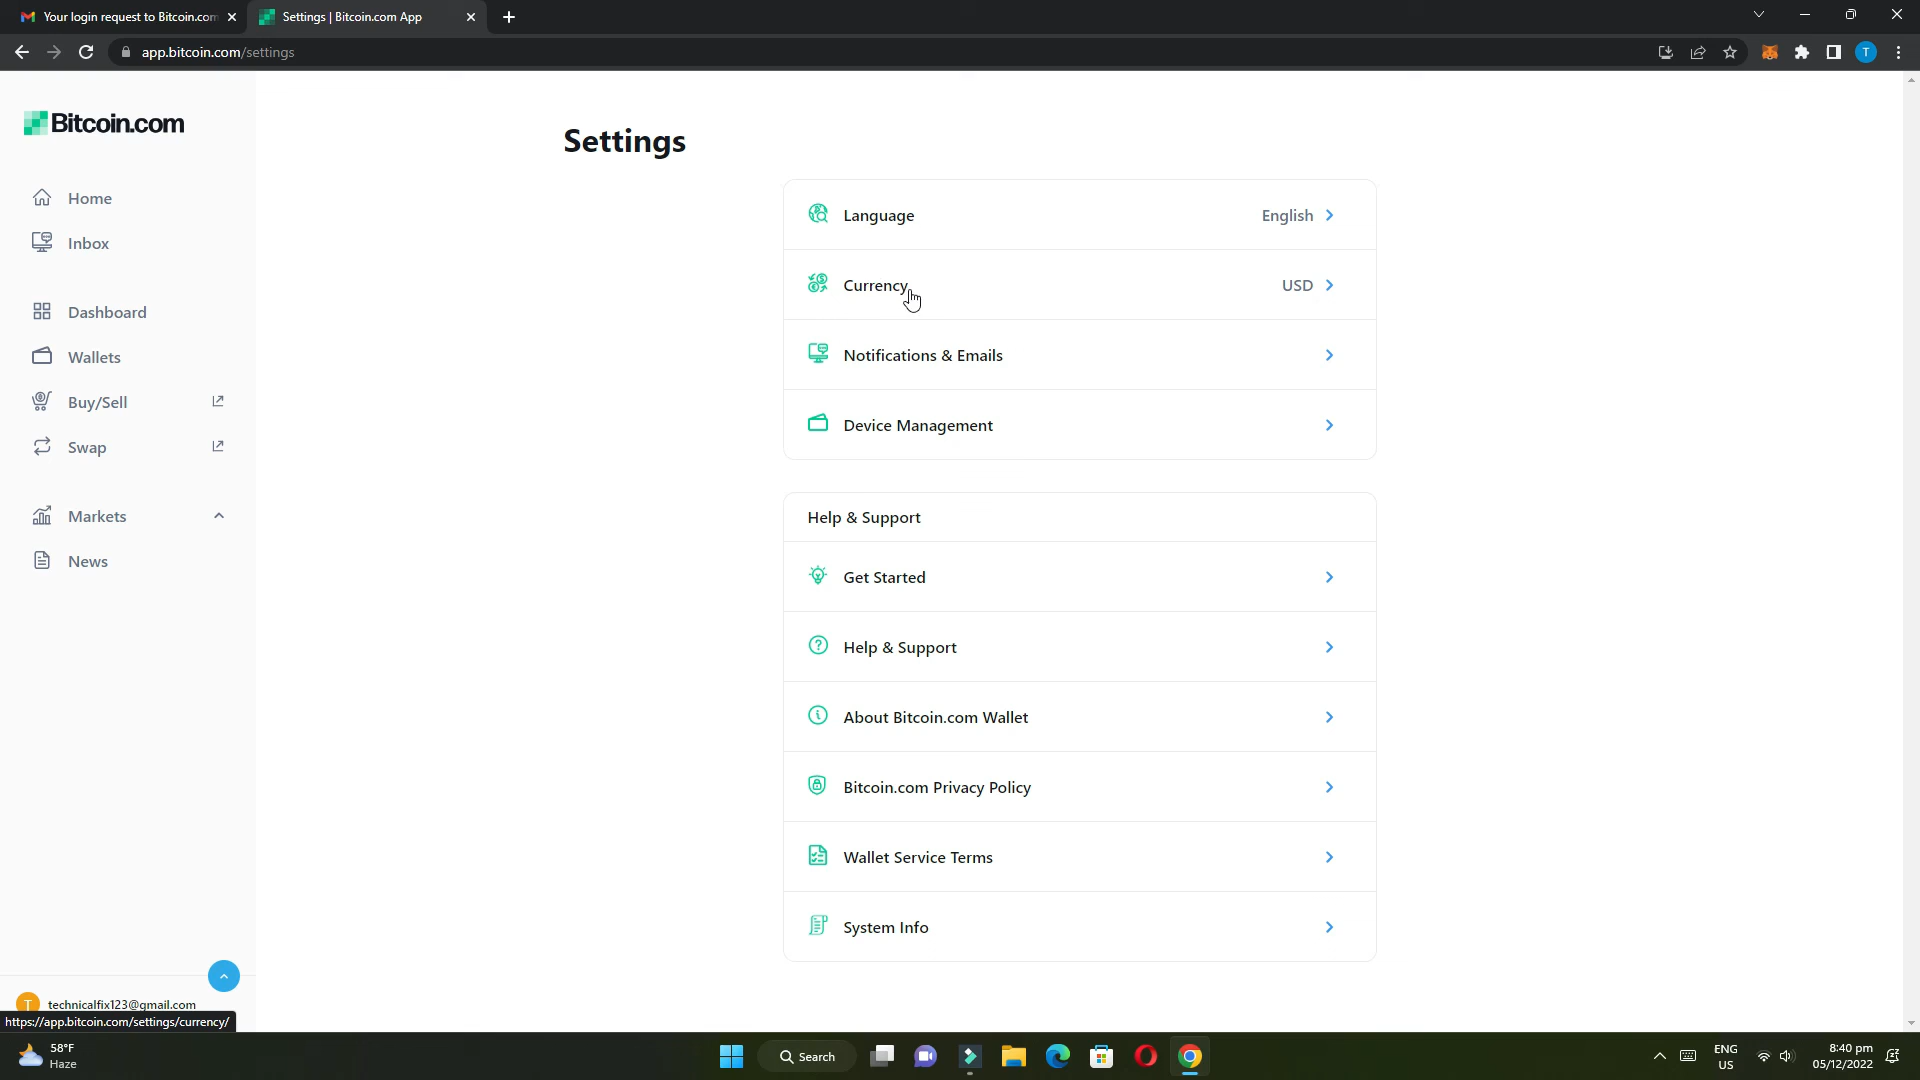 Your login request to Bitcoin.com
Settings | Bitcoin.com App
app.bitcoin.com/settings
T
Bitcoin.com
Home
Inbox
Dashboard
Wallets
Buy/Sell
Swap
Markets
News
T
technicalfix123@gmail.com
https://app.bitcoin.com/settings/currency/
Settings
Language
English
Currency
USD
Notifications & Emails
Device Management
Help & Support
Get Started
Help & Support
About Bitcoin.com Wallet
Bitcoin.com Privacy Policy
Wallet Service Terms
System Info
58°F
Haze
Search
ENG
US
8:40 pm
05/12/2022